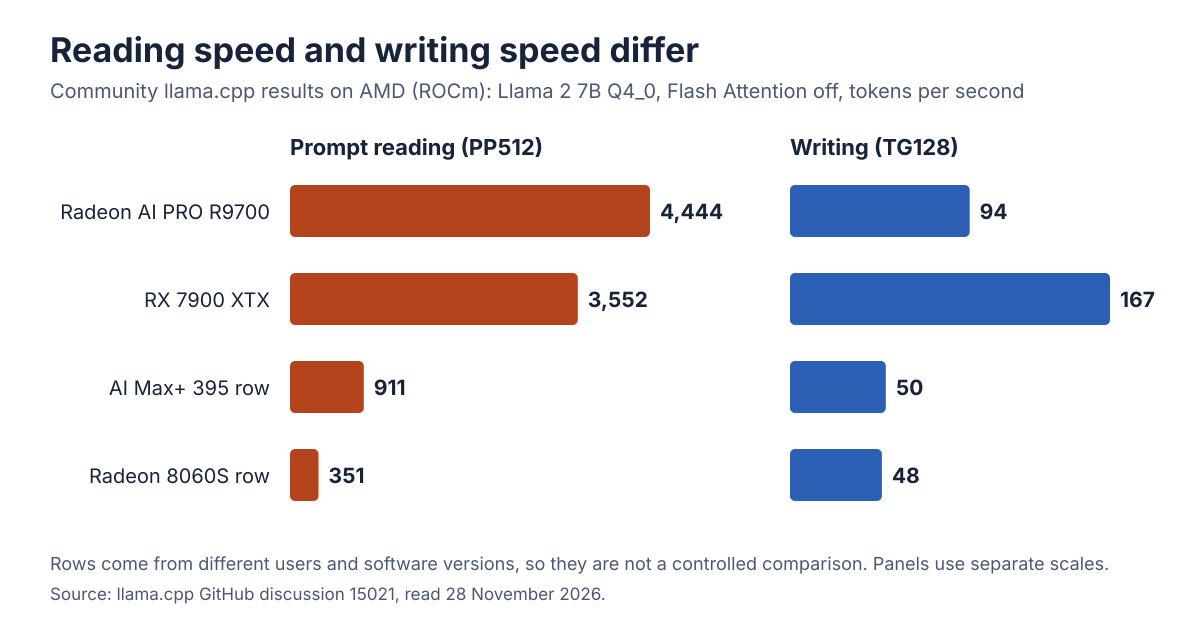 Reading speed and writing speed differ
Community llama.cpp results on AMD (ROCm): Llama 2 7B Q4_0, Flash Attention off, tokens per second
Prompt reading (PP512)
Writing (TG128)
Radeon AI PRO R9700 4,444 94
RX 7900 XTX 3,552 167
AI Max+ 395 row 911 50
Radeon 8060S row 351 48
Rows come from different users and software versions, so they are not a controlled comparison. Panels use separate scales.
Source: llama.cpp GitHub discussion 15021, read 28 November 2026.